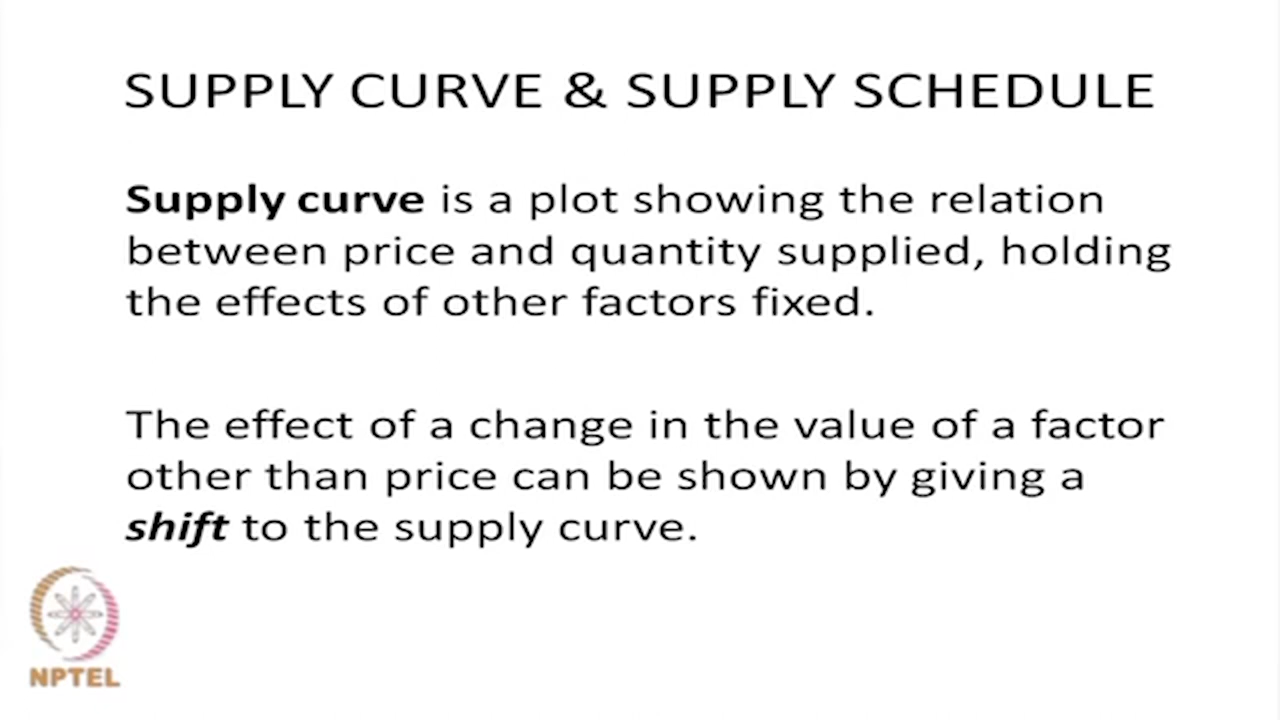 SUPPLY CURVE & SUPPLY SCHEDULE
Supply curve is a plot showing the relation
between price and quantity supplied, holding
the effects of other factors fixed.
The effect of a change in the value of a factor
other than price can be shown by giving a
shift to the supply curve.
NPTEL